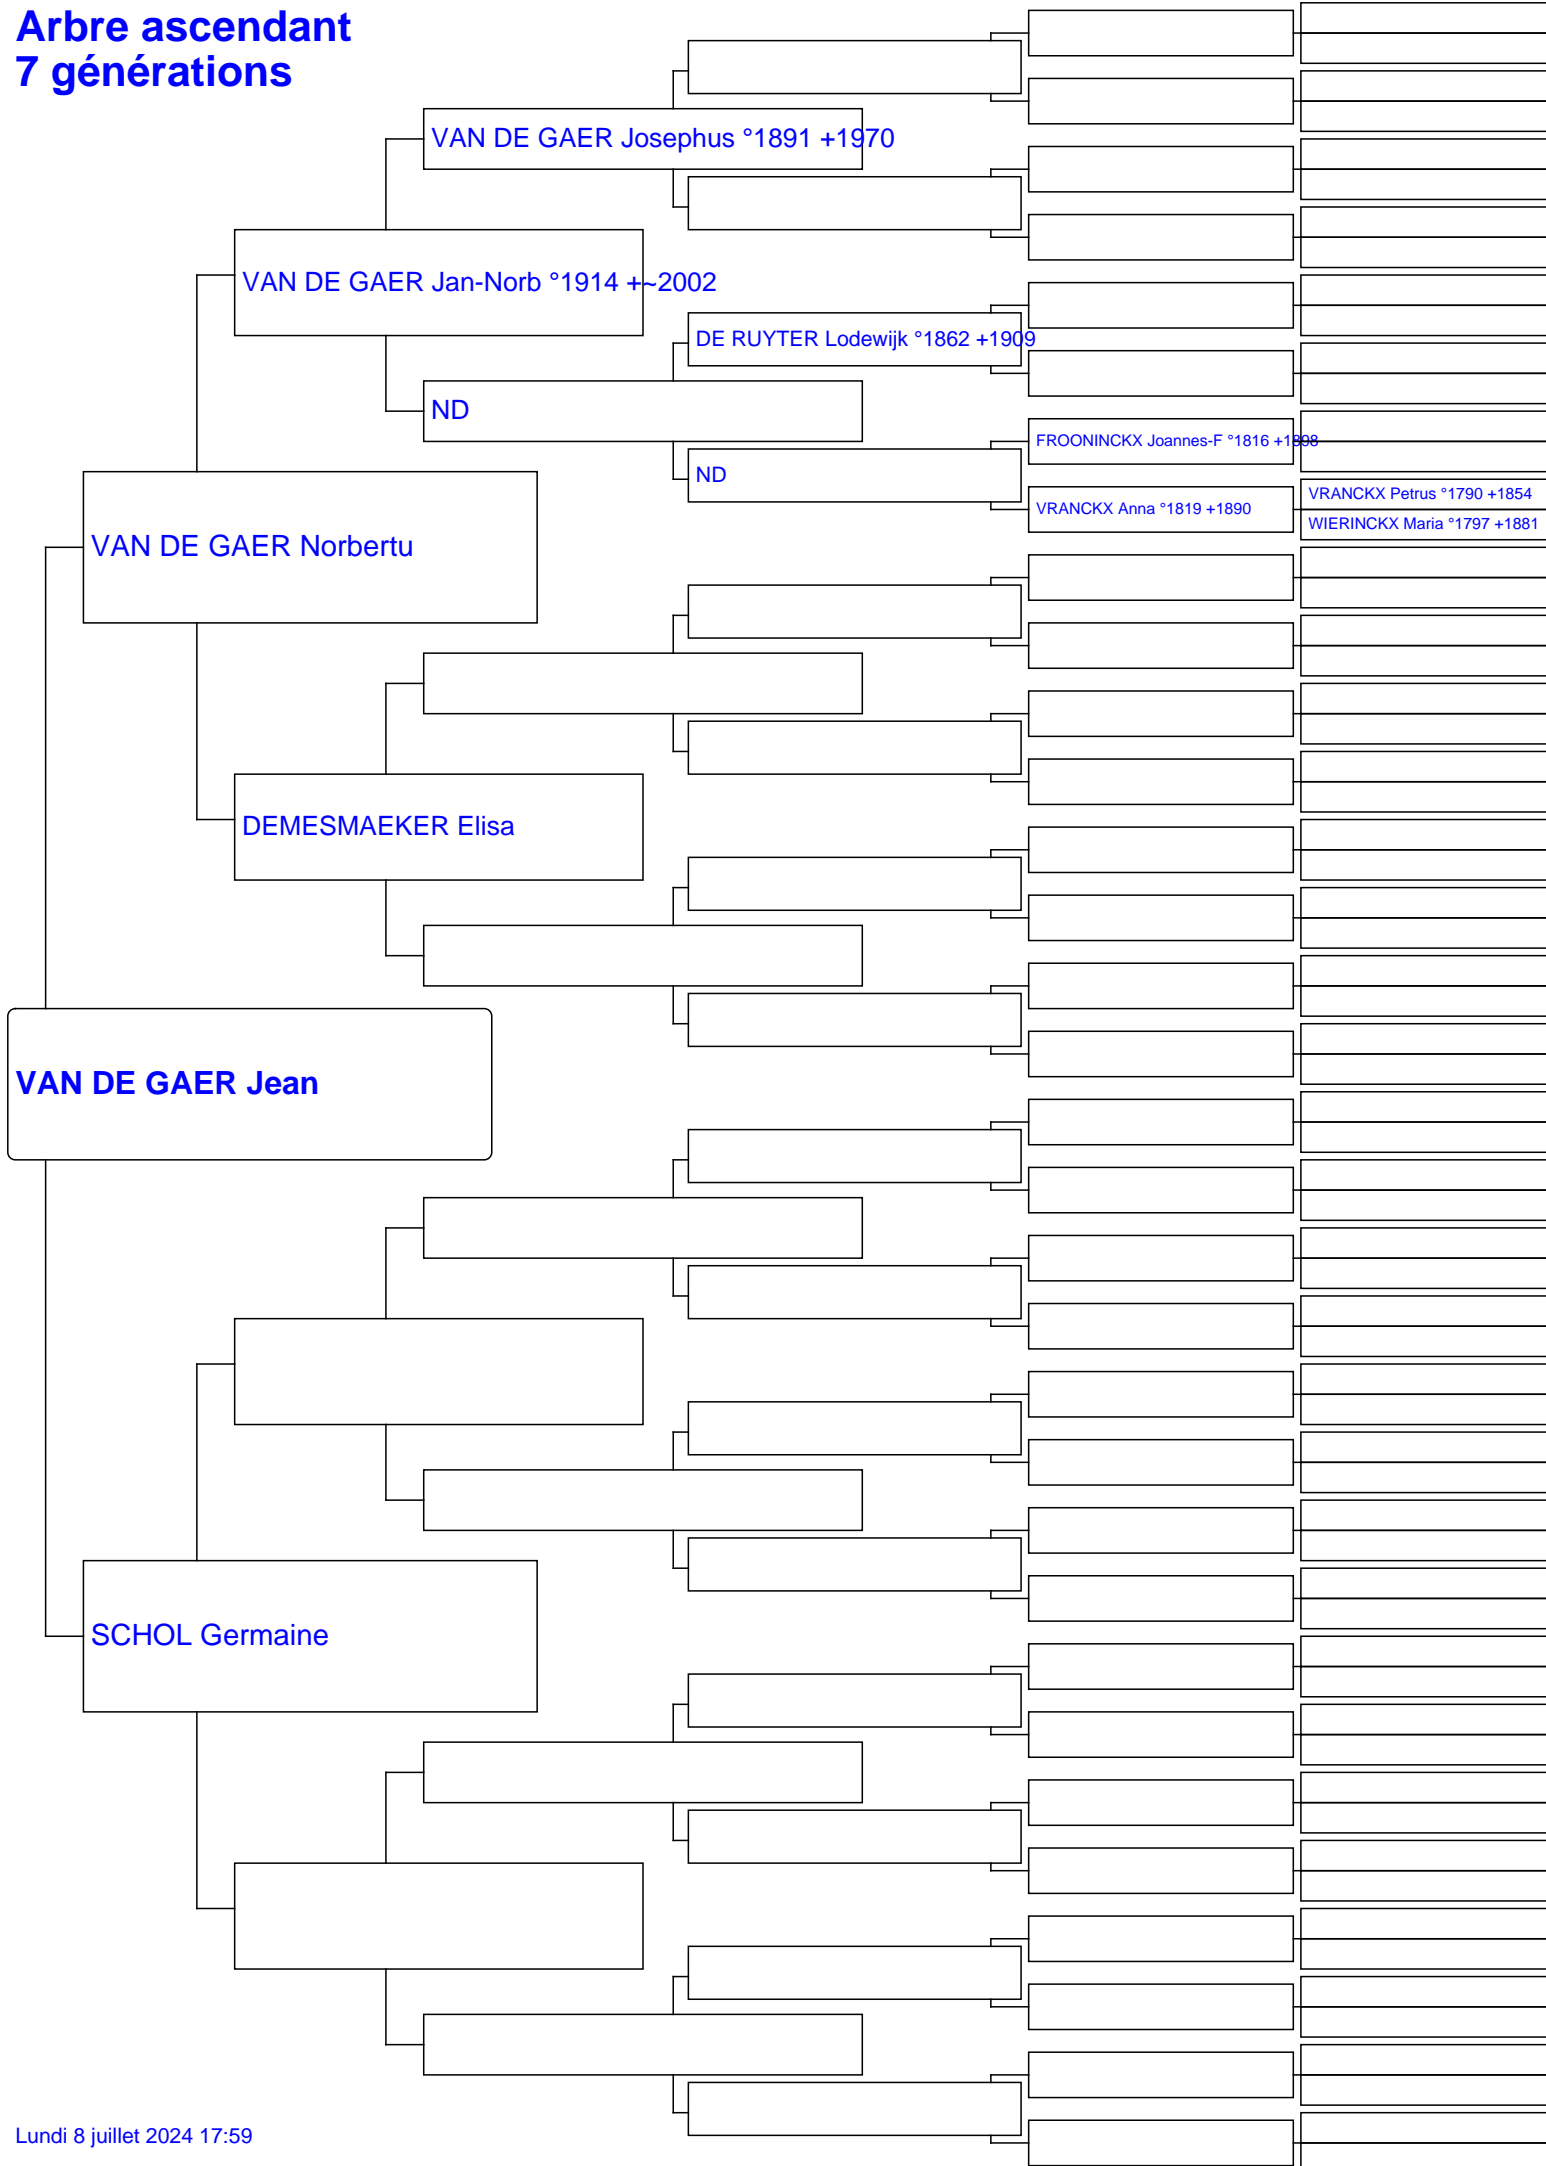 Arbre ascendant
7 générations
VAN DE GAER Josephus °1891 +1970
VAN DE GAER Jan-Norb °1914 +~2002
DE RUYTER Lodewijk °1862 +1909
ND
FROONINCKX Joannes-F °1816 +1898
ND
VRANCKX Petrus °1790 +1854
VRANCKX Anna °1819 +1890
WIERINCKX Maria °1797 +1881
VAN DE GAER Norbertu
DEMESMAEKER Elisa
VAN DE GAER Jean
SCHOL Germaine
Lundi 8 juillet 2024 17:59